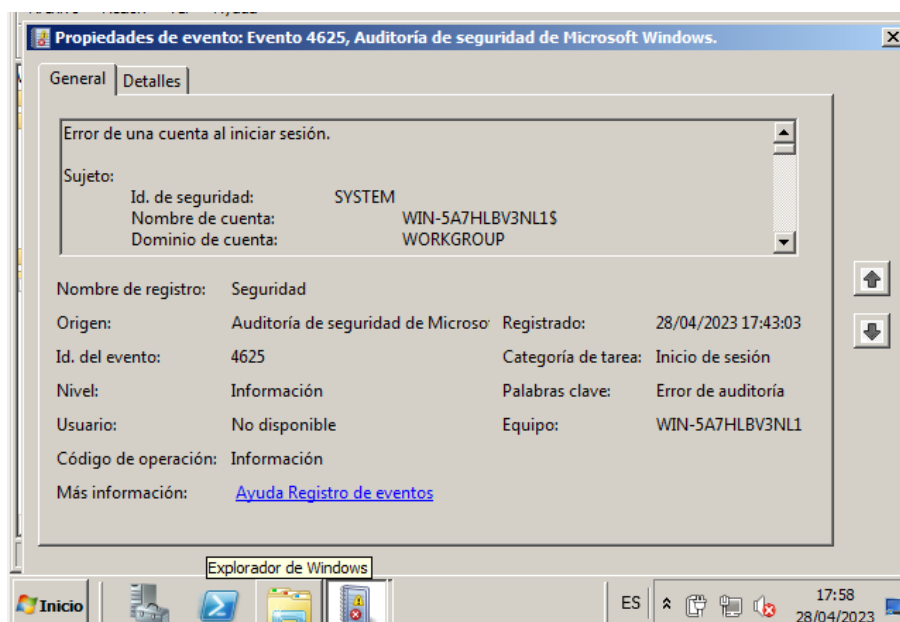 Propiedades de evento: Evento 4625, Auditoría de seguridad de Microsoft Windows.
General Detalles
Error de una cuenta al iniciar sesión.
Sujeto:
Id. de seguridad: SYSTEM
Nombre de cuenta: WIN-5A7HLBV3NL1$
Dominio de cuenta: WORKGROUP
Nombre de registro: Seguridad
Origen: Auditoría de seguridad de Microso Registrado: 28/04/2023 17:43:03
Id. del evento: 4625 Categoría de tarea: Inicio de sesión
Nivel: Información Palabras clave: Error de auditoría
Usuario: No disponible Equipo: WIN-5A7HLBV3NL1
Código de operación: Información
Más información: Ayuda Registro de eventos
Explorador de Windows
Inicio ES 17:58
28/04/2023